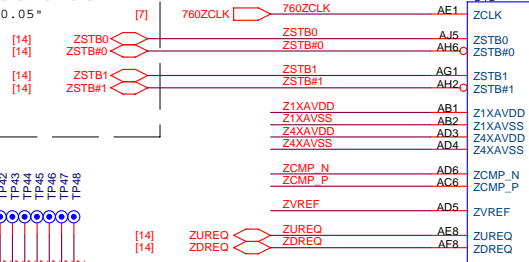 0.05"
[7] 760ZCLK 760ZCLK AE1 ZCLK
[14] ZSTB0 ZSTB0 AJ5 ZSTB0
[14] ZSTB#0 ZSTB#0 AH6 ZSTB#0
[14] ZSTB1 ZSTB1 AG1 ZSTB1
[14] ZSTB#1 ZSTB#1 AH2 ZSTB#1
Z1XAVDD AB1 Z1XAVDD
Z1XAVSS AB2 Z1XAVSS
Z4XAVDD AD3 Z4XAVDD
Z4XAVSS AD4 Z4XAVSS
ZCMP_N AD6 ZCMP_N
ZCMP_P AC6 ZCMP_P
ZVREF AD5 ZVREF
[14] ZUREQ ZUREQ AE8 ZUREQ
[14] ZDREQ ZDREQ AF8 ZDREQ
TP42
TP43
TP44
TP45
TP46
TP47
TP48